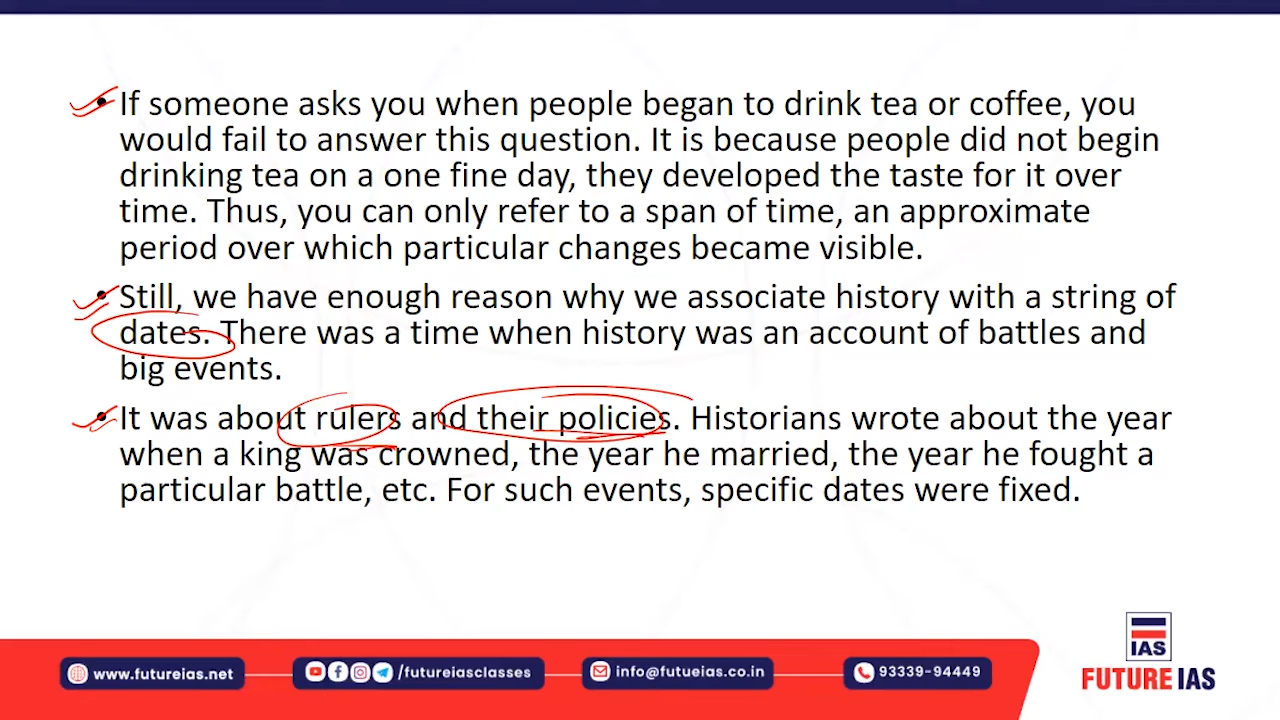 • If someone asks you when people began to drink tea or coffee, you
would fail to answer this question. It is because people did not begin
drinking tea on a one fine day, they developed the taste for it over
time. Thus, you can only refer to a span of time, an approximate
period over which particular changes became visible.
• Still, we have enough reason why we associate history with a string of
dates. There was a time when history was an account of battles and
big events.
• It was about rulers and their policies. Historians wrote about the year
when a king was crowned, the year he married, the year he fought a
particular battle, etc. For such events, specific dates were fixed.
www.futureias.net
/futureiasclasses
info@futueias.co.in
93339-94449
IAS
FUTURE IAS